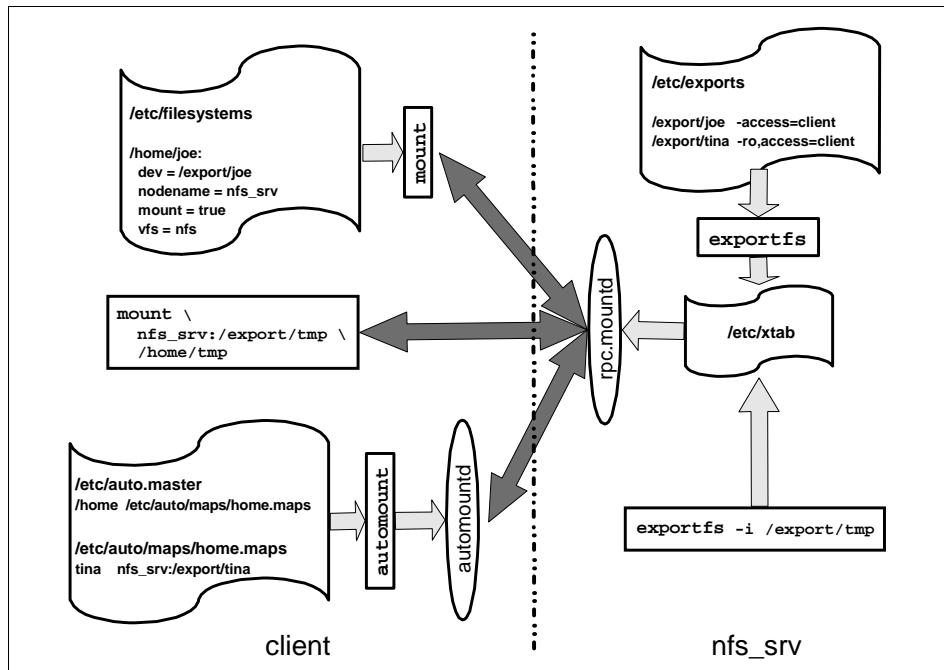 /etc/filesystems
/home/joe:
dev = /export/joe
nodename = nfs_srv
mount = true
vfs = nfs
mount
mount \
nfs_srv:/export/tmp \
/home/tmp
/etc/auto.master
/home /etc/auto/maps/home.maps
/etc/auto/maps/home.maps
tina nfs_srv:/export/tina
automount
automountd
client
rpc.mountd
/etc/exports
/export/joe -access=client
/export/tina -ro,access=client
exportfs
/etc/xtab
exportfs -i /export/tmp
nfs_srv